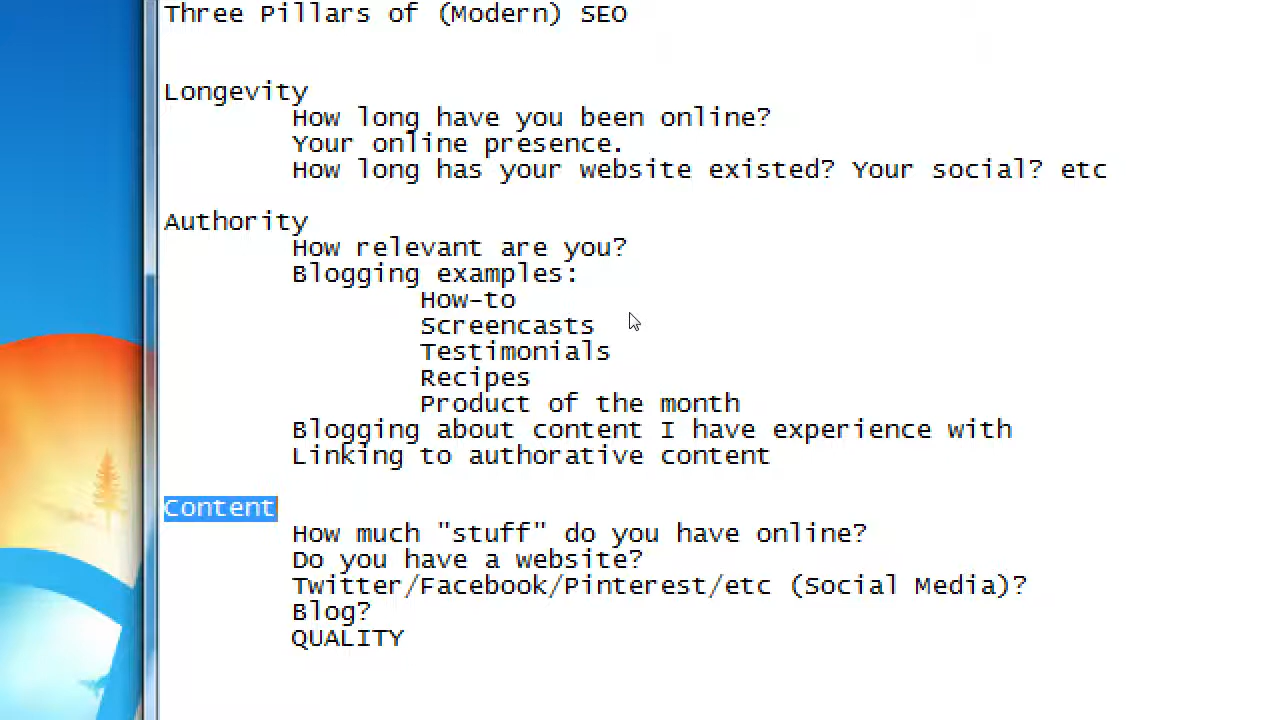 Three Pillars of (Modern) SEO
Longevity
How long have you been online?
Your online presence.
How long has your website existed? Your social? etc
Authority
How relevant are you?
Blogging examples:
How-to
Screencasts
Testimonials
Recipes
Product of the month
Blogging about content I have experience with
Linking to authorative content
Content
How much "stuff" do you have online?
Do you have a website?
Twitter/Facebook/Pinterest/etc (Social Media)?
Blog?
QUALITY